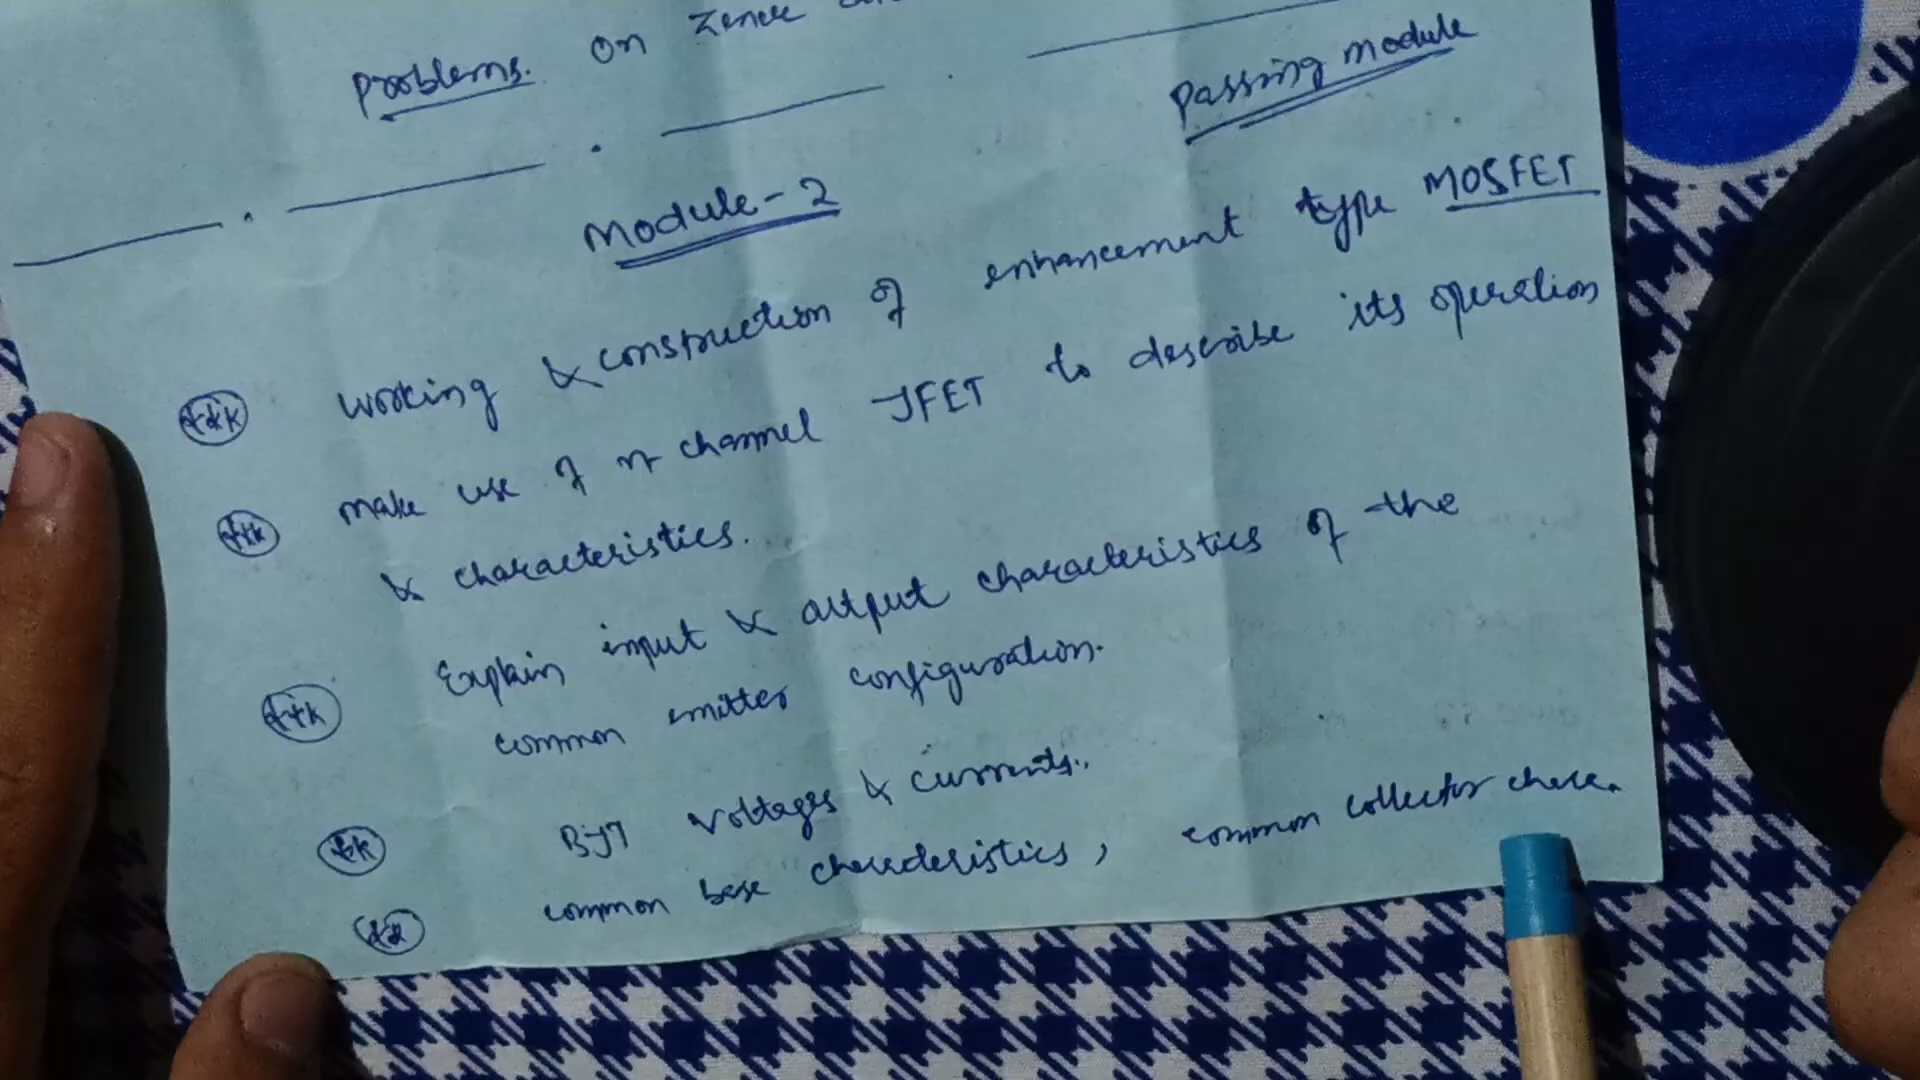 Problems. on Zener
Passing module
Module-2
*** working & construction of enhancement type MOSFET
*** make use of n channel JFET to describe its operation
& characteristics.
*** Explain input & output characteristics of the
common emitter configuration.
** BJT voltages & currents.
** common base characteristics, common collector chara.